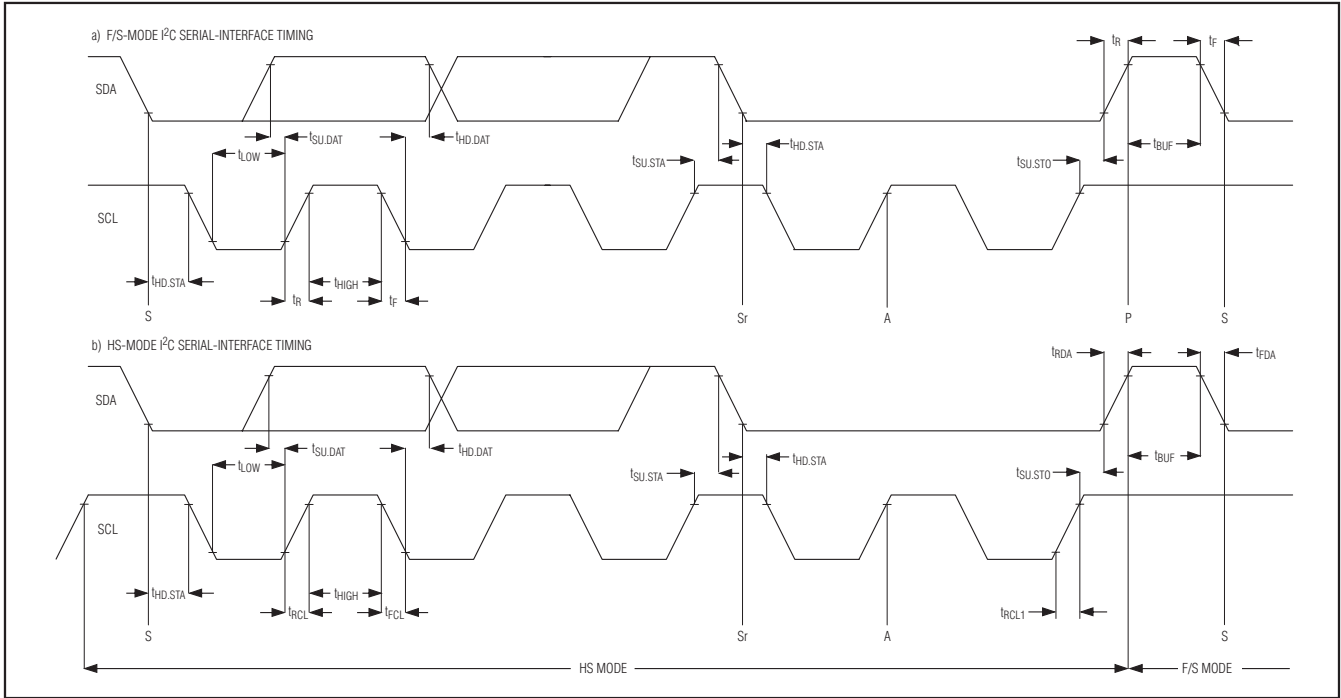 a) F/S-MODE I2C SERIAL-INTERFACE TIMING
tR
tF
SDA
tSU.DAT
tHD.DAT
tLOW
tSU.STA
tHD.STA
tSU.STO
tBUF
SCL
tHD.STA
tR
tHIGH
tF
S
Sr
A
P
S
b) HS-MODE I2C SERIAL-INTERFACE TIMING
tRDA
tFDA
SDA
tSU.DAT
tHD.DAT
tLOW
tSU.STA
tHD.STA
tSU.STO
tBUF
SCL
tHD.STA
tRCL
tHIGH
tFCL
tRCL1
S
Sr
A
S
HS MODE
F/S MODE